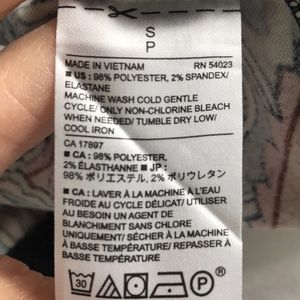 S
P
MADE IN VIETNAM RN 54023
■ US : 98% POLYESTER, 2% SPANDEX/
ELASTANE
MACHINE WASH COLD GENTLE
CYCLE/ ONLY NON-CHLORINE BLEACH
WHEN NEEDED/ TUMBLE DRY LOW/
COOL IRON
CA 17897
■ CA : 98% POLYESTER,
2% ÉLASTHANNE ■ JP :
98% ポリエステル, 2% ポリウレタン
■ CA : LAVER À LA MACHINE À L'EAU
FROIDE AU CYCLE DÉLICAT/ UTILISER
AU BESOIN UN AGENT DE
BLANCHIMENT SANS CHLORE
UNIQUEMENT/ SÉCHER À LA MACHINE
À BASSE TEMPÉRATURE/ REPASSER À
BASSE TEMPÉRATURE
30 P